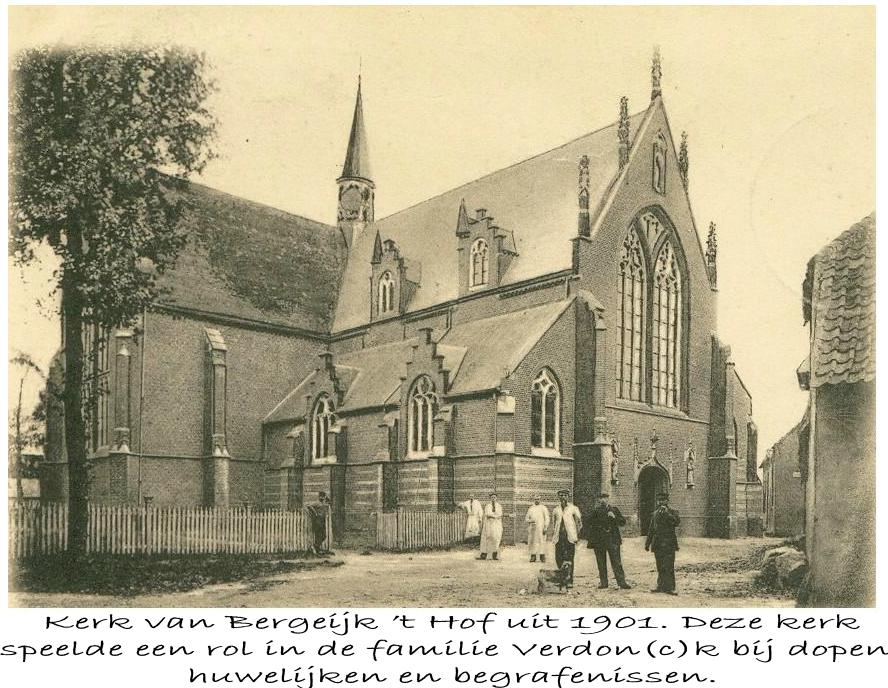 Kerk van Bergeijk 't Hof uit 1901. Deze kerk
speelde een rol in de familie Verdon(c)k bij dopen
huwelijken en begrafenissen.